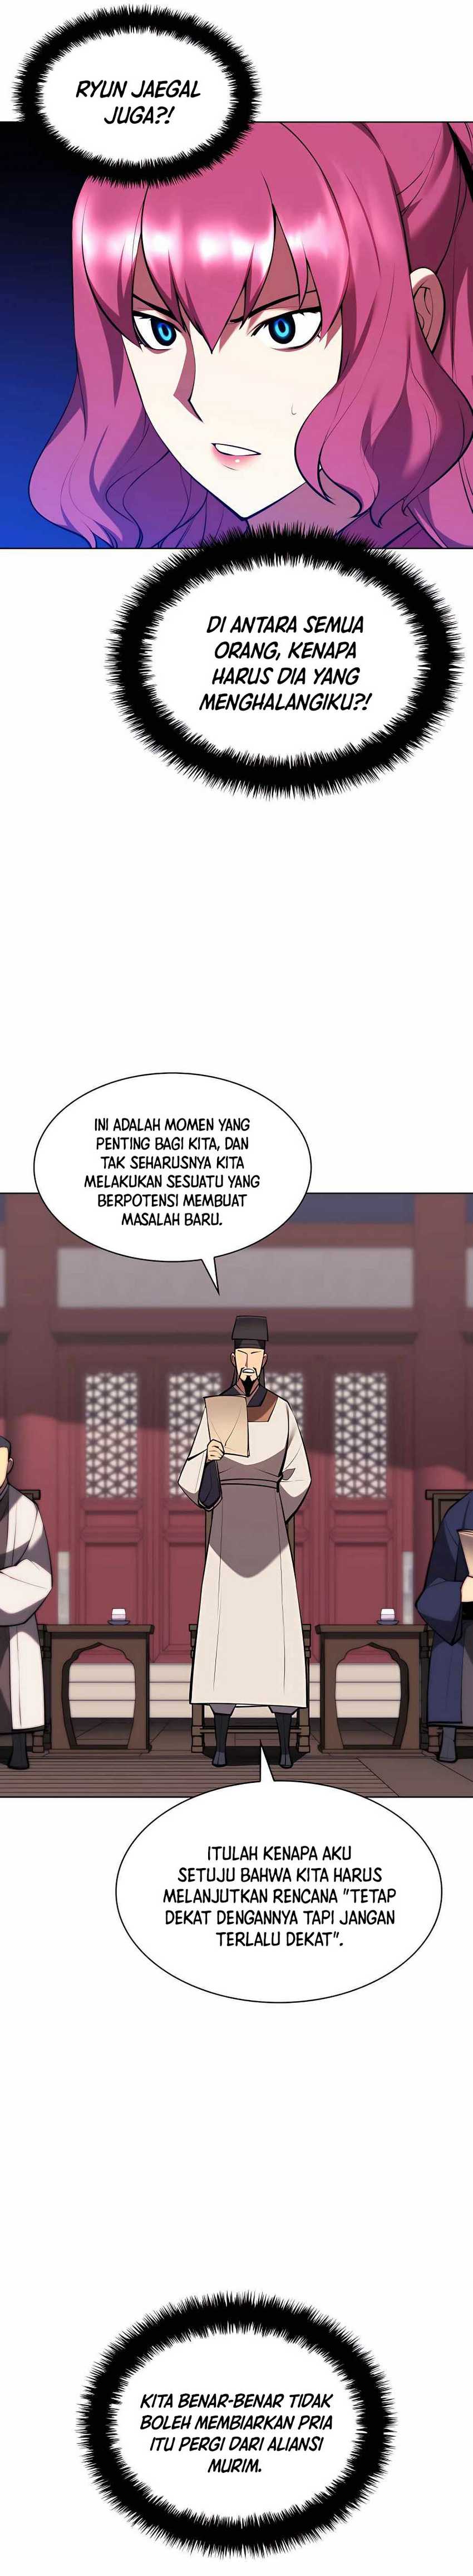 RYUN JAEGAL
JUGA?!
DI ANTARA SEMUA
ORANG, KENAPA
HARUS DIA YANG
MENGHALANGIKU?!
INI ADALAH MOMEN YANG
PENTING BAGI KITA, DAN
TAK SEHARUSNYA KITA
MELAKUKAN SESUATU YANG
BERPOTENSI MEMBUAT
MASALAH BARU.
ITULAH KENAPA AKU
SETUJU BAHWA KITA HARUS
MELANJUTKAN RENCANA "TETAP
DEKAT DENGANNYA TAPI JANGAN
TERLALU DEKAT".
KITA BENAR-BENAR TIDAK
BOLEH MEMBIARKAN PRIA
ITU PERGI DARI ALIANSI
MURIM.